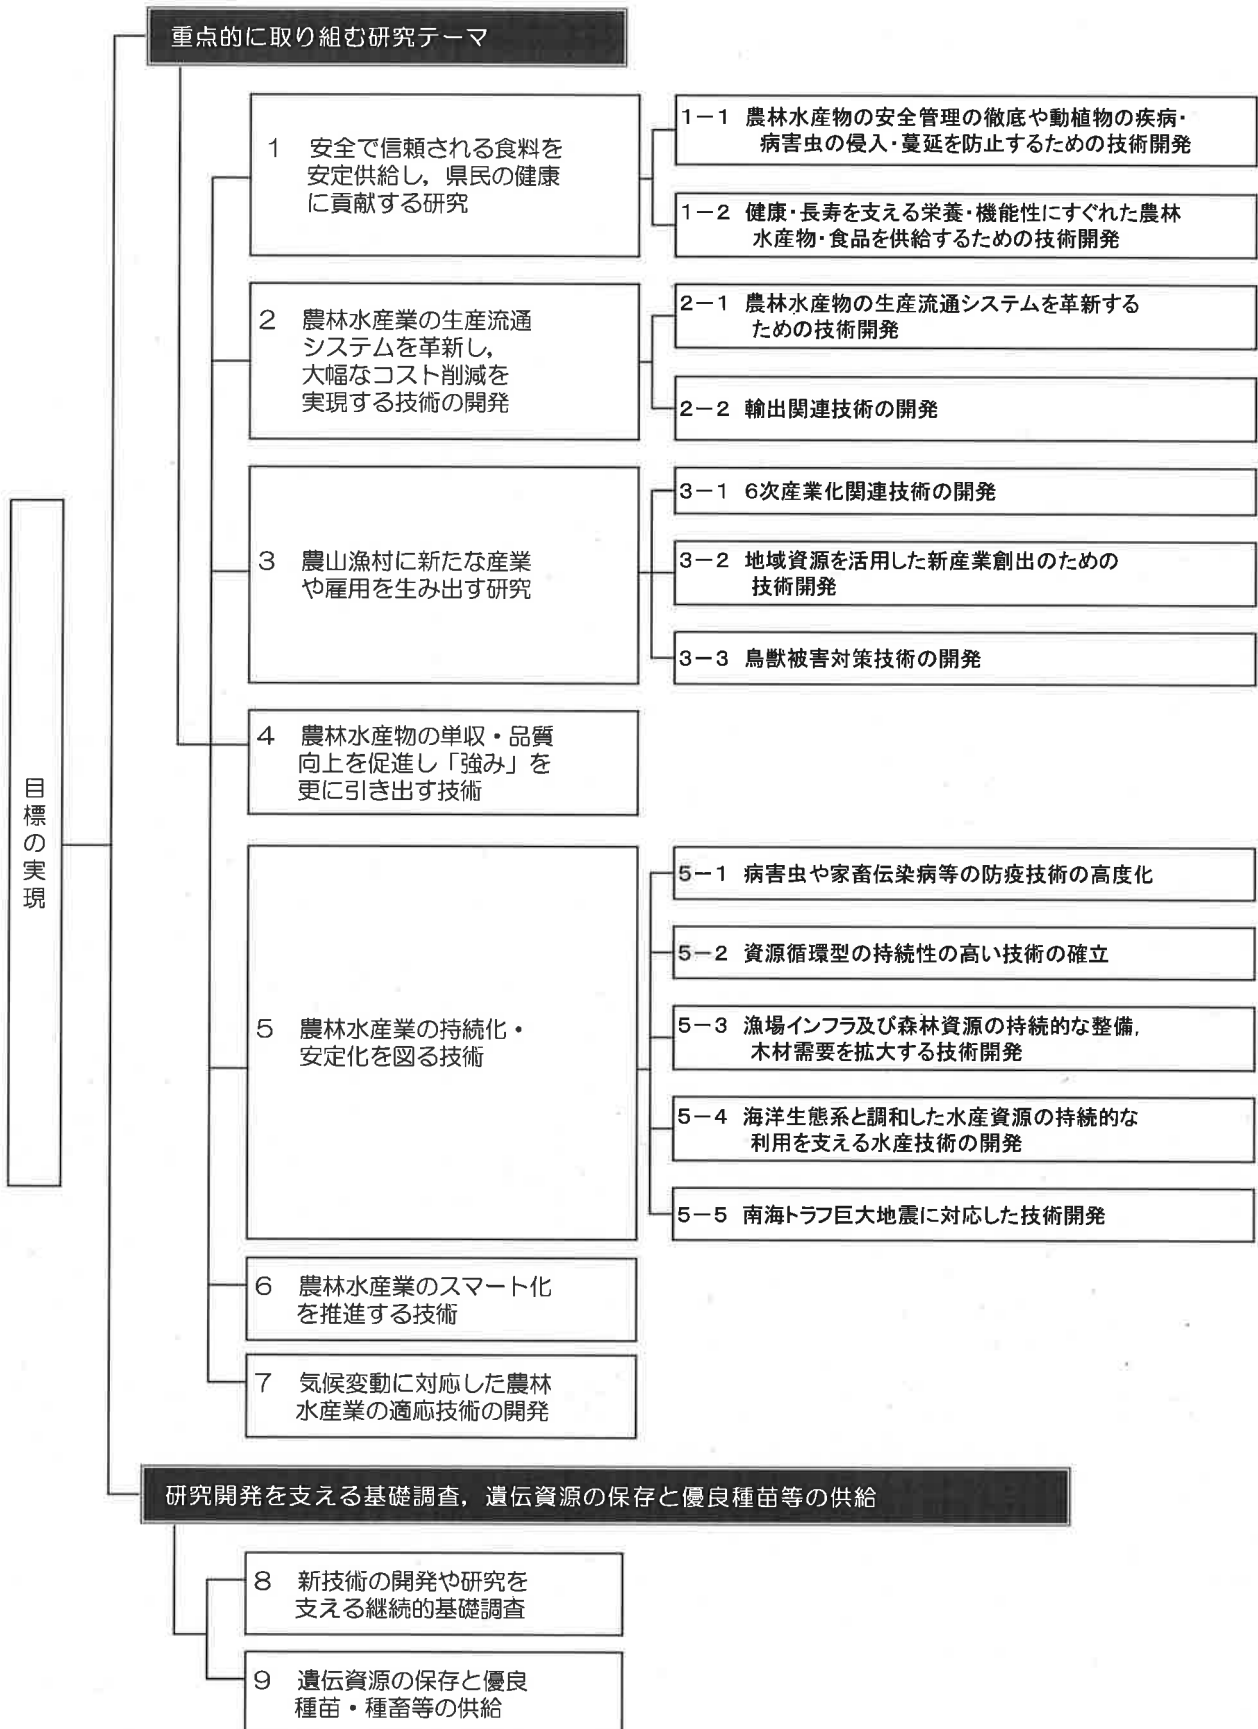 重点的に取り組む研究テーマ
1 安全で信頼される食料を
安定供給し，県民の健康
に貢献する研究
1－1 農林水産物の安全管理の徹底や動植物の疾病・
病害虫の侵入・蔓延を防止するための技術開発
1－2 健康・長寿を支える栄養・機能性にすぐれた農林
水産物・食品を供給するための技術開発
2 農林水産業の生産流通
システムを革新し，
大幅なコスト削減を
実現する技術の開発
2－1 農林水産物の生産流通システムを革新する
ための技術開発
2－2 輸出関連技術の開発
3 農山漁村に新たな産業
や雇用を生み出す研究
3－1 6次産業化関連技術の開発
3－2 地域資源を活用した新産業創出のための
技術開発
3－3 鳥獣被害対策技術の開発
4 農林水産物の単収・品質
向上を促進し「強み」を
更に引き出す技術
目標の実現
5 農林水産業の持続化・
安定化を図る技術
5－1 病害虫や家畜伝染病等の防疫技術の高度化
5－2 資源循環型の持続性の高い技術の確立
5－3 漁場インフラ及び森林資源の持続的な整備，
木材需要を拡大する技術開発
5－4 海洋生態系と調和した水産資源の持続的な
利用を支える水産技術の開発
5－5 南海トラフ巨大地震に対応した技術開発
6 農林水産業のスマート化
を推進する技術
7 気候変動に対応した農林
水産業の適応技術の開発
研究開発を支える基礎調査，遺伝資源の保存と優良種苗等の供給
8 新技術の開発や研究を
支える継続的基礎調査
9 遺伝資源の保存と優良
種苗・種畜等の供給